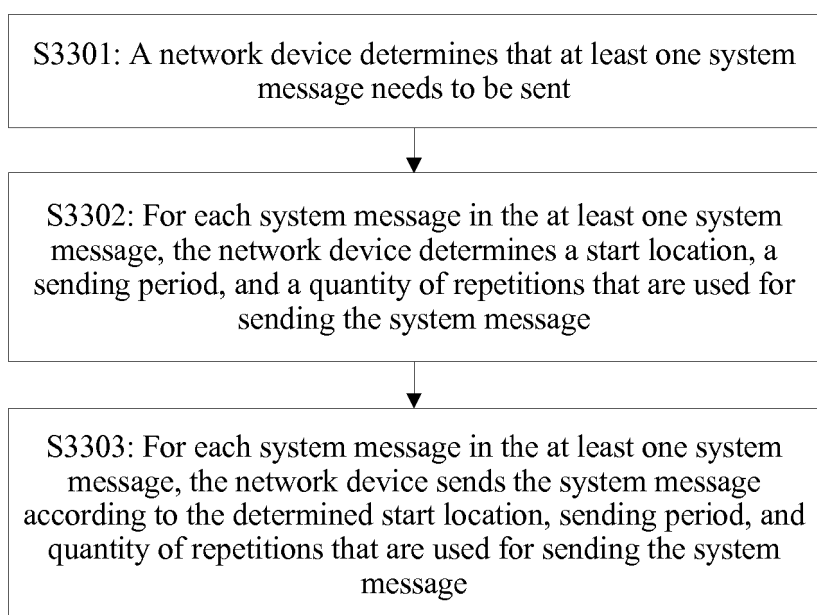 S3301: A network device determines that at least one system
message needs to be sent
S3302: For each system message in the at least one system
message, the network device determines a start location, a
sending period, and a quantity of repetitions that are used for
sending the system message
S3303: For each system message in the at least one system
message, the network device sends the system message
according to the determined start location, sending period, and
quantity of repetitions that are used for sending the system
message